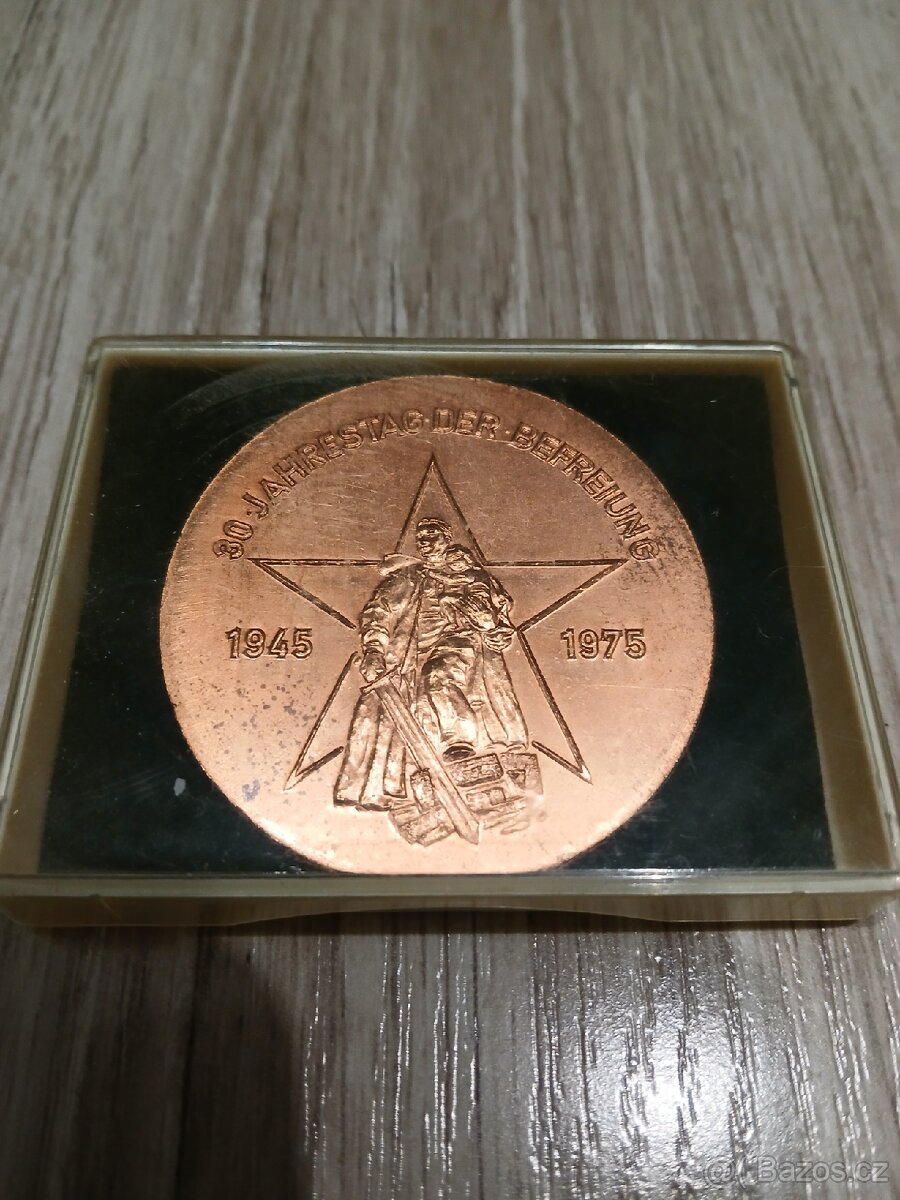 30·JAHRESTAG DER·BEFREIUNG
1945 1975
@ Bazos.cz